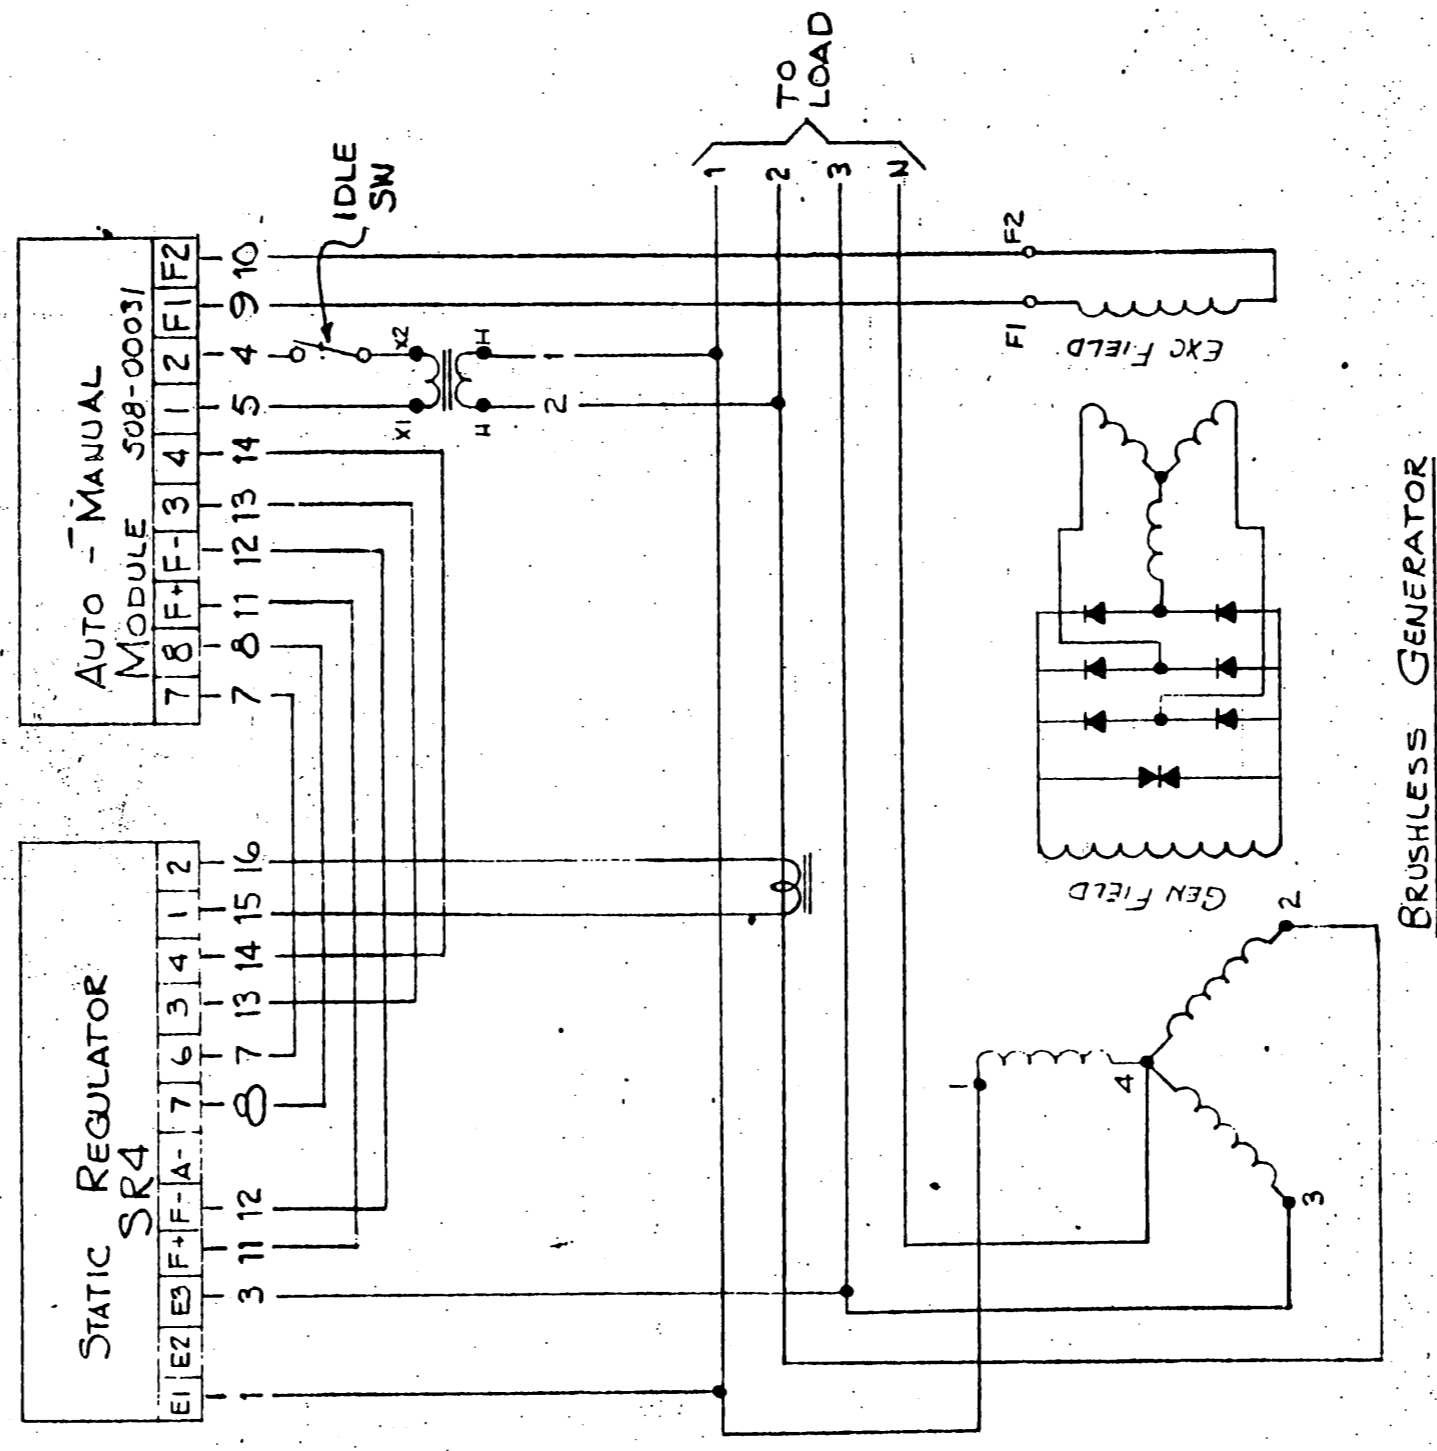 STATIC REGULATOR
SR4
E1 E2 E3 F+ F- A- 7 6 3 4 1 2
1 3 11 12 8 7 13 14 15 16
AUTO - MANUAL
MODULE 508-00031
7 8 F+ F- 3 4 1 2 F1 F2
7 8 11 12 13 14 5 4 9 10
IDLE
SW
X1 X2
H H
2 1
TO
LOAD
1
2
3
N
F1 F2
EXC FIELD
GEN FIELD
1
4
3 2
BRUSHLESS GENERATOR